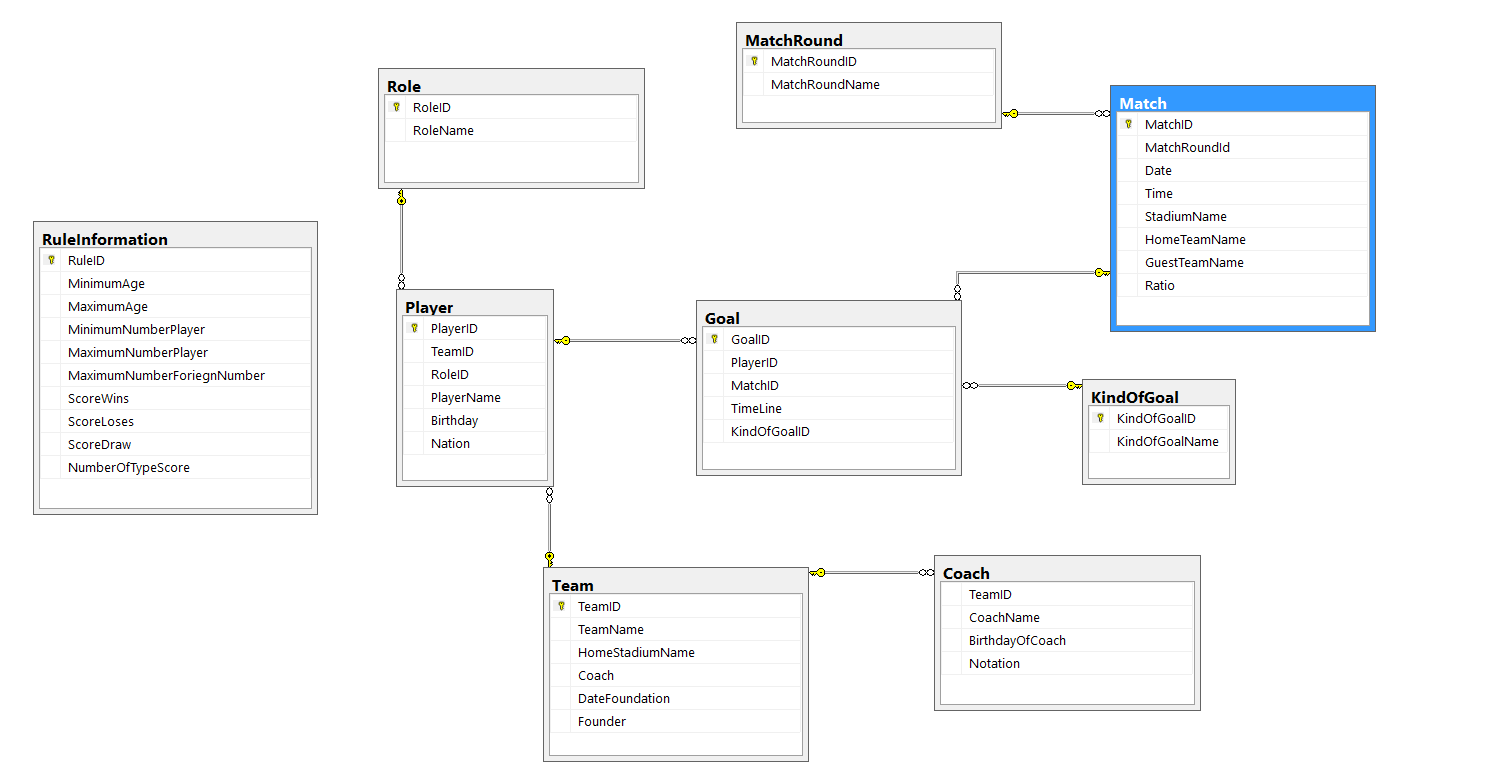 MatchRound
MatchRoundID
MatchRoundName
Role
RoleID
RoleName
Match
MatchID
MatchRoundId
Date
Time
StadiumName
HomeTeamName
GuestTeamName
Ratio
RuleInformation
RuleID
MinimumAge
MaximumAge
MinimumNumberPlayer
MaximumNumberPlayer
MaximumNumberForiegnNumber
ScoreWins
ScoreLoses
ScoreDraw
NumberOfTypeScore
Player
PlayerID
TeamID
RoleID
PlayerName
Birthday
Nation
Goal
GoalID
PlayerID
MatchID
TimeLine
KindOfGoalID
KindOfGoal
KindOfGoalID
KindOfGoalName
Team
TeamID
TeamName
HomeStadiumName
Coach
DateFoundation
Founder
Coach
TeamID
CoachName
BirthdayOfCoach
Notation